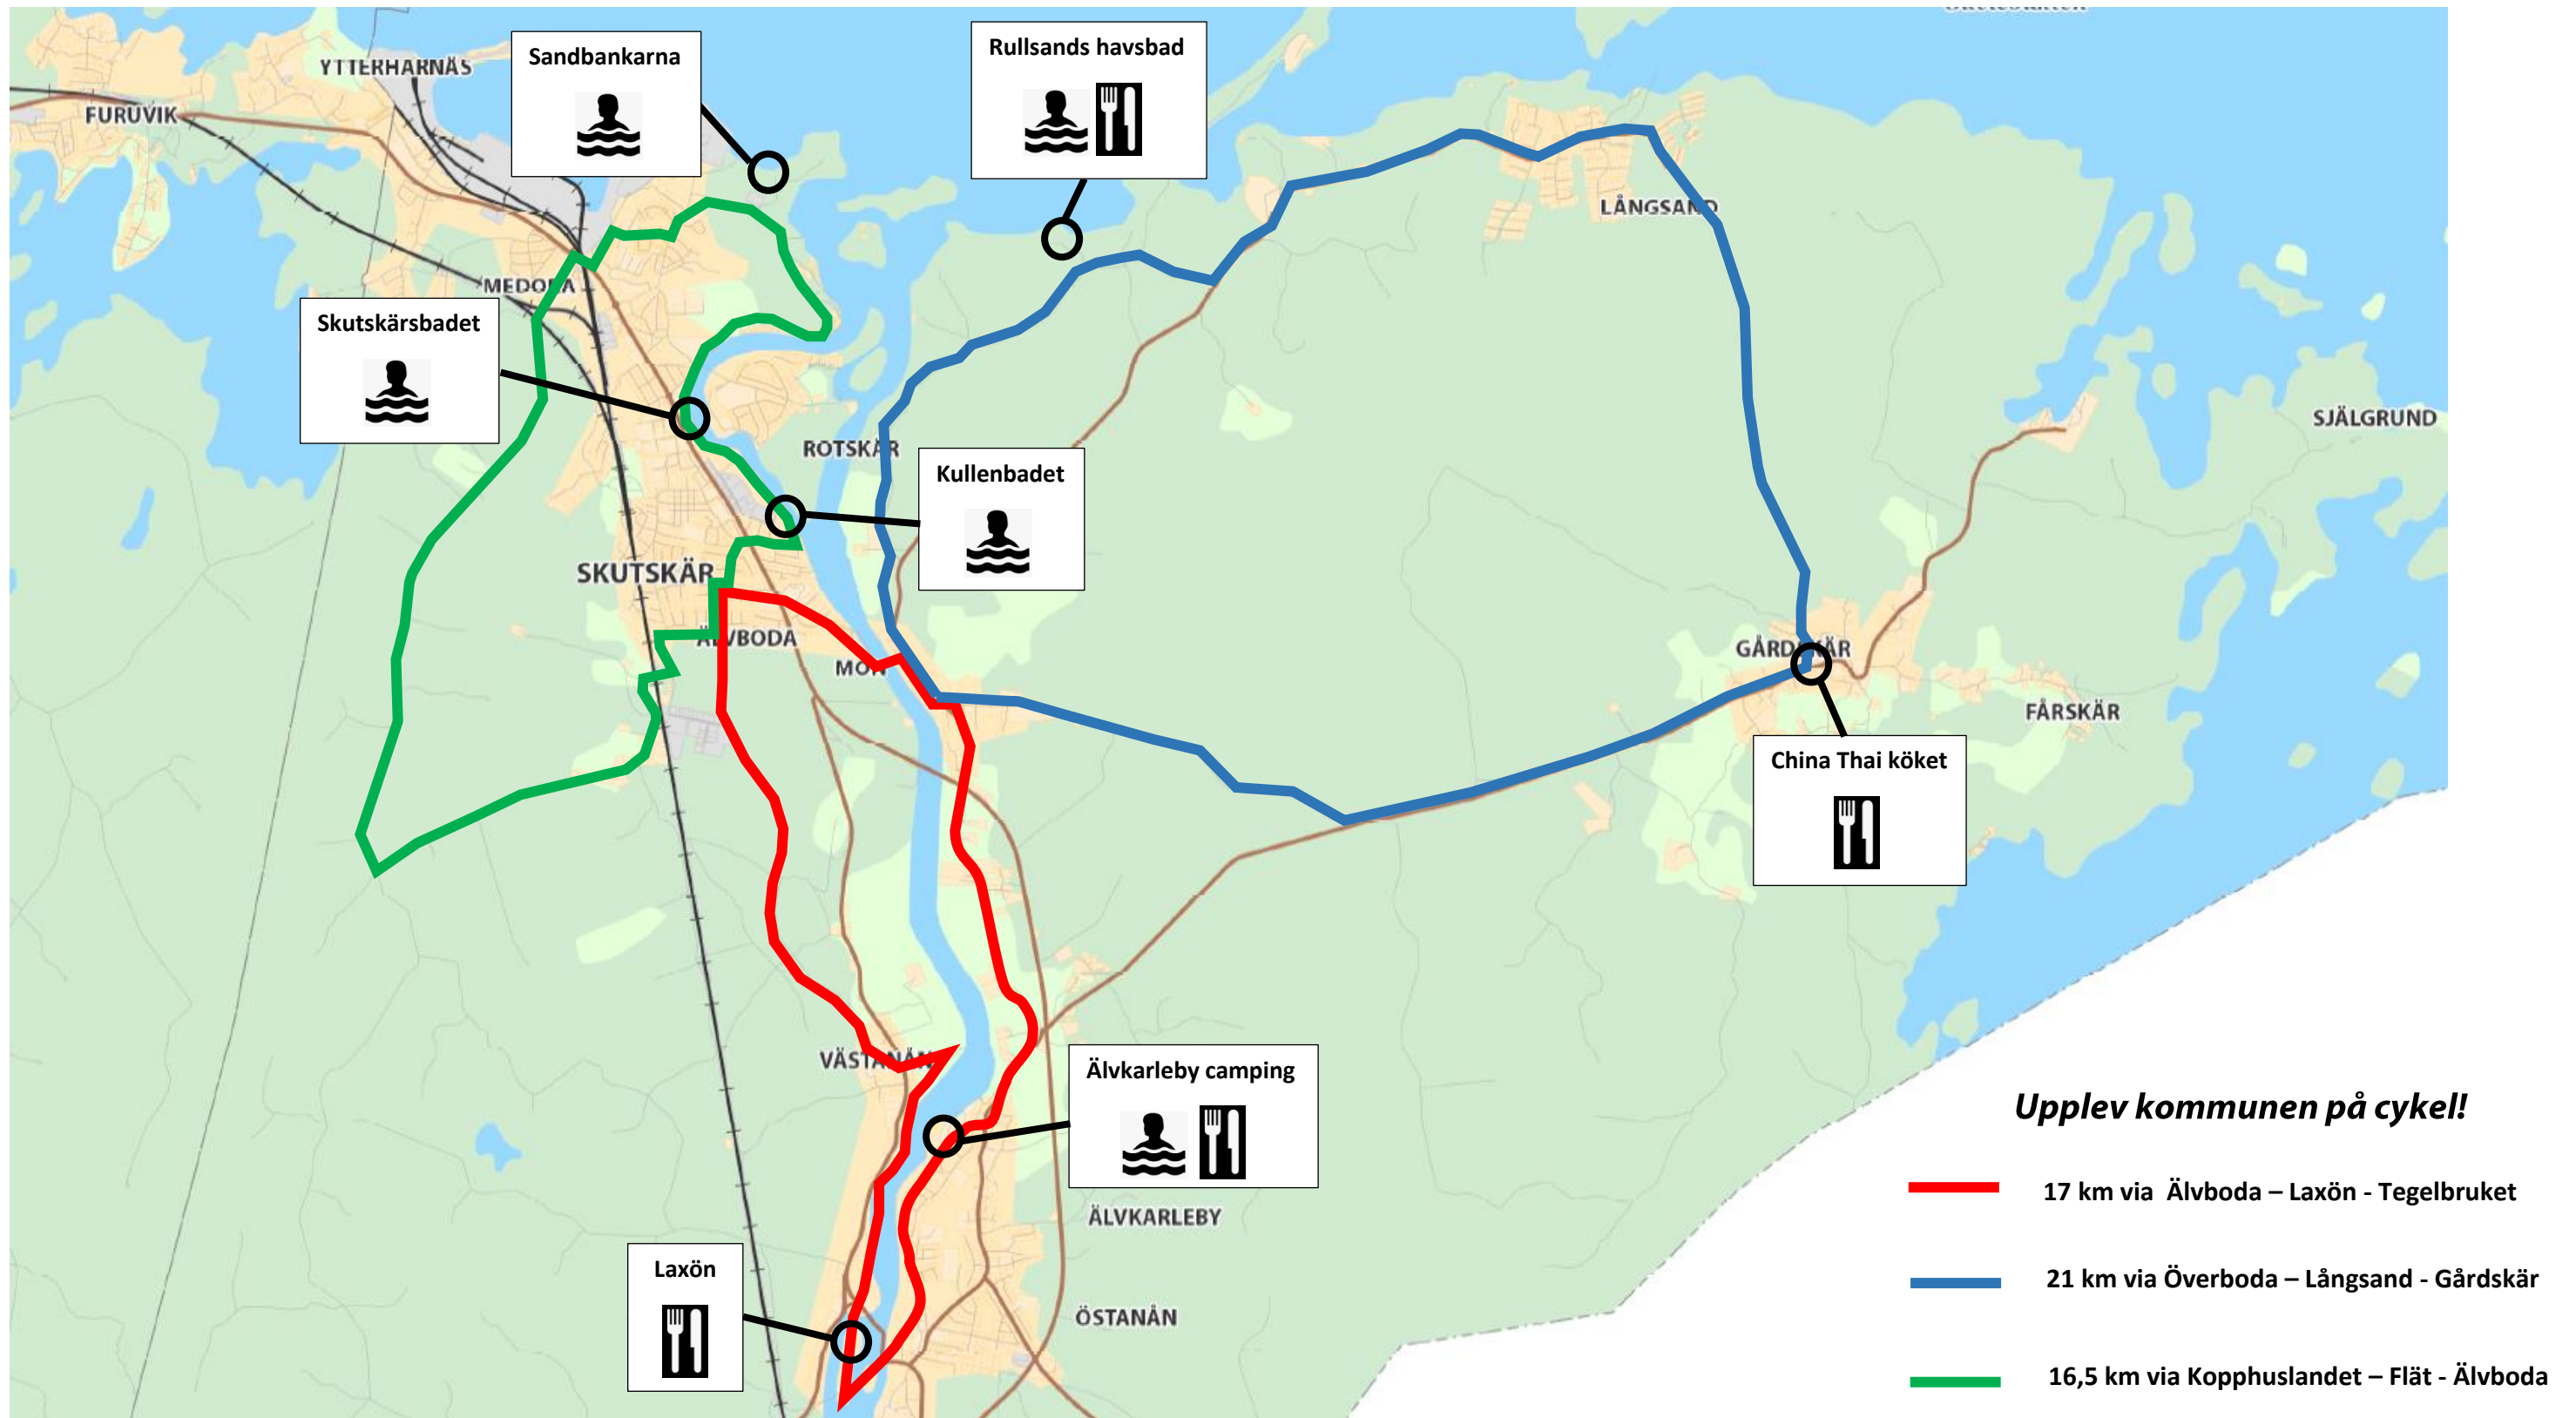 YTTERHARNÄS
FURUVIK
Sandbankarna
Rullsands havsbad
LÅNGSAND
Skutskärsbadet
ROTSKÄR
Kullenbadet
SJÄLGRUND
SKUTSKÄR
ÄLVBODA
GÅRDSKÄR
FÅRSKÄR
China Thai köket
VÄSTANÅN
Älvkarleby camping
ÄLVKARLEBY
Laxön
ÖSTANÅN
Upplev kommunen på cykel!
17 km via Älvboda – Laxön - Tegelbruket
21 km via Överboda – Långsand - Gårdskär
16,5 km via Kopphuslandet – Flät - Älvboda